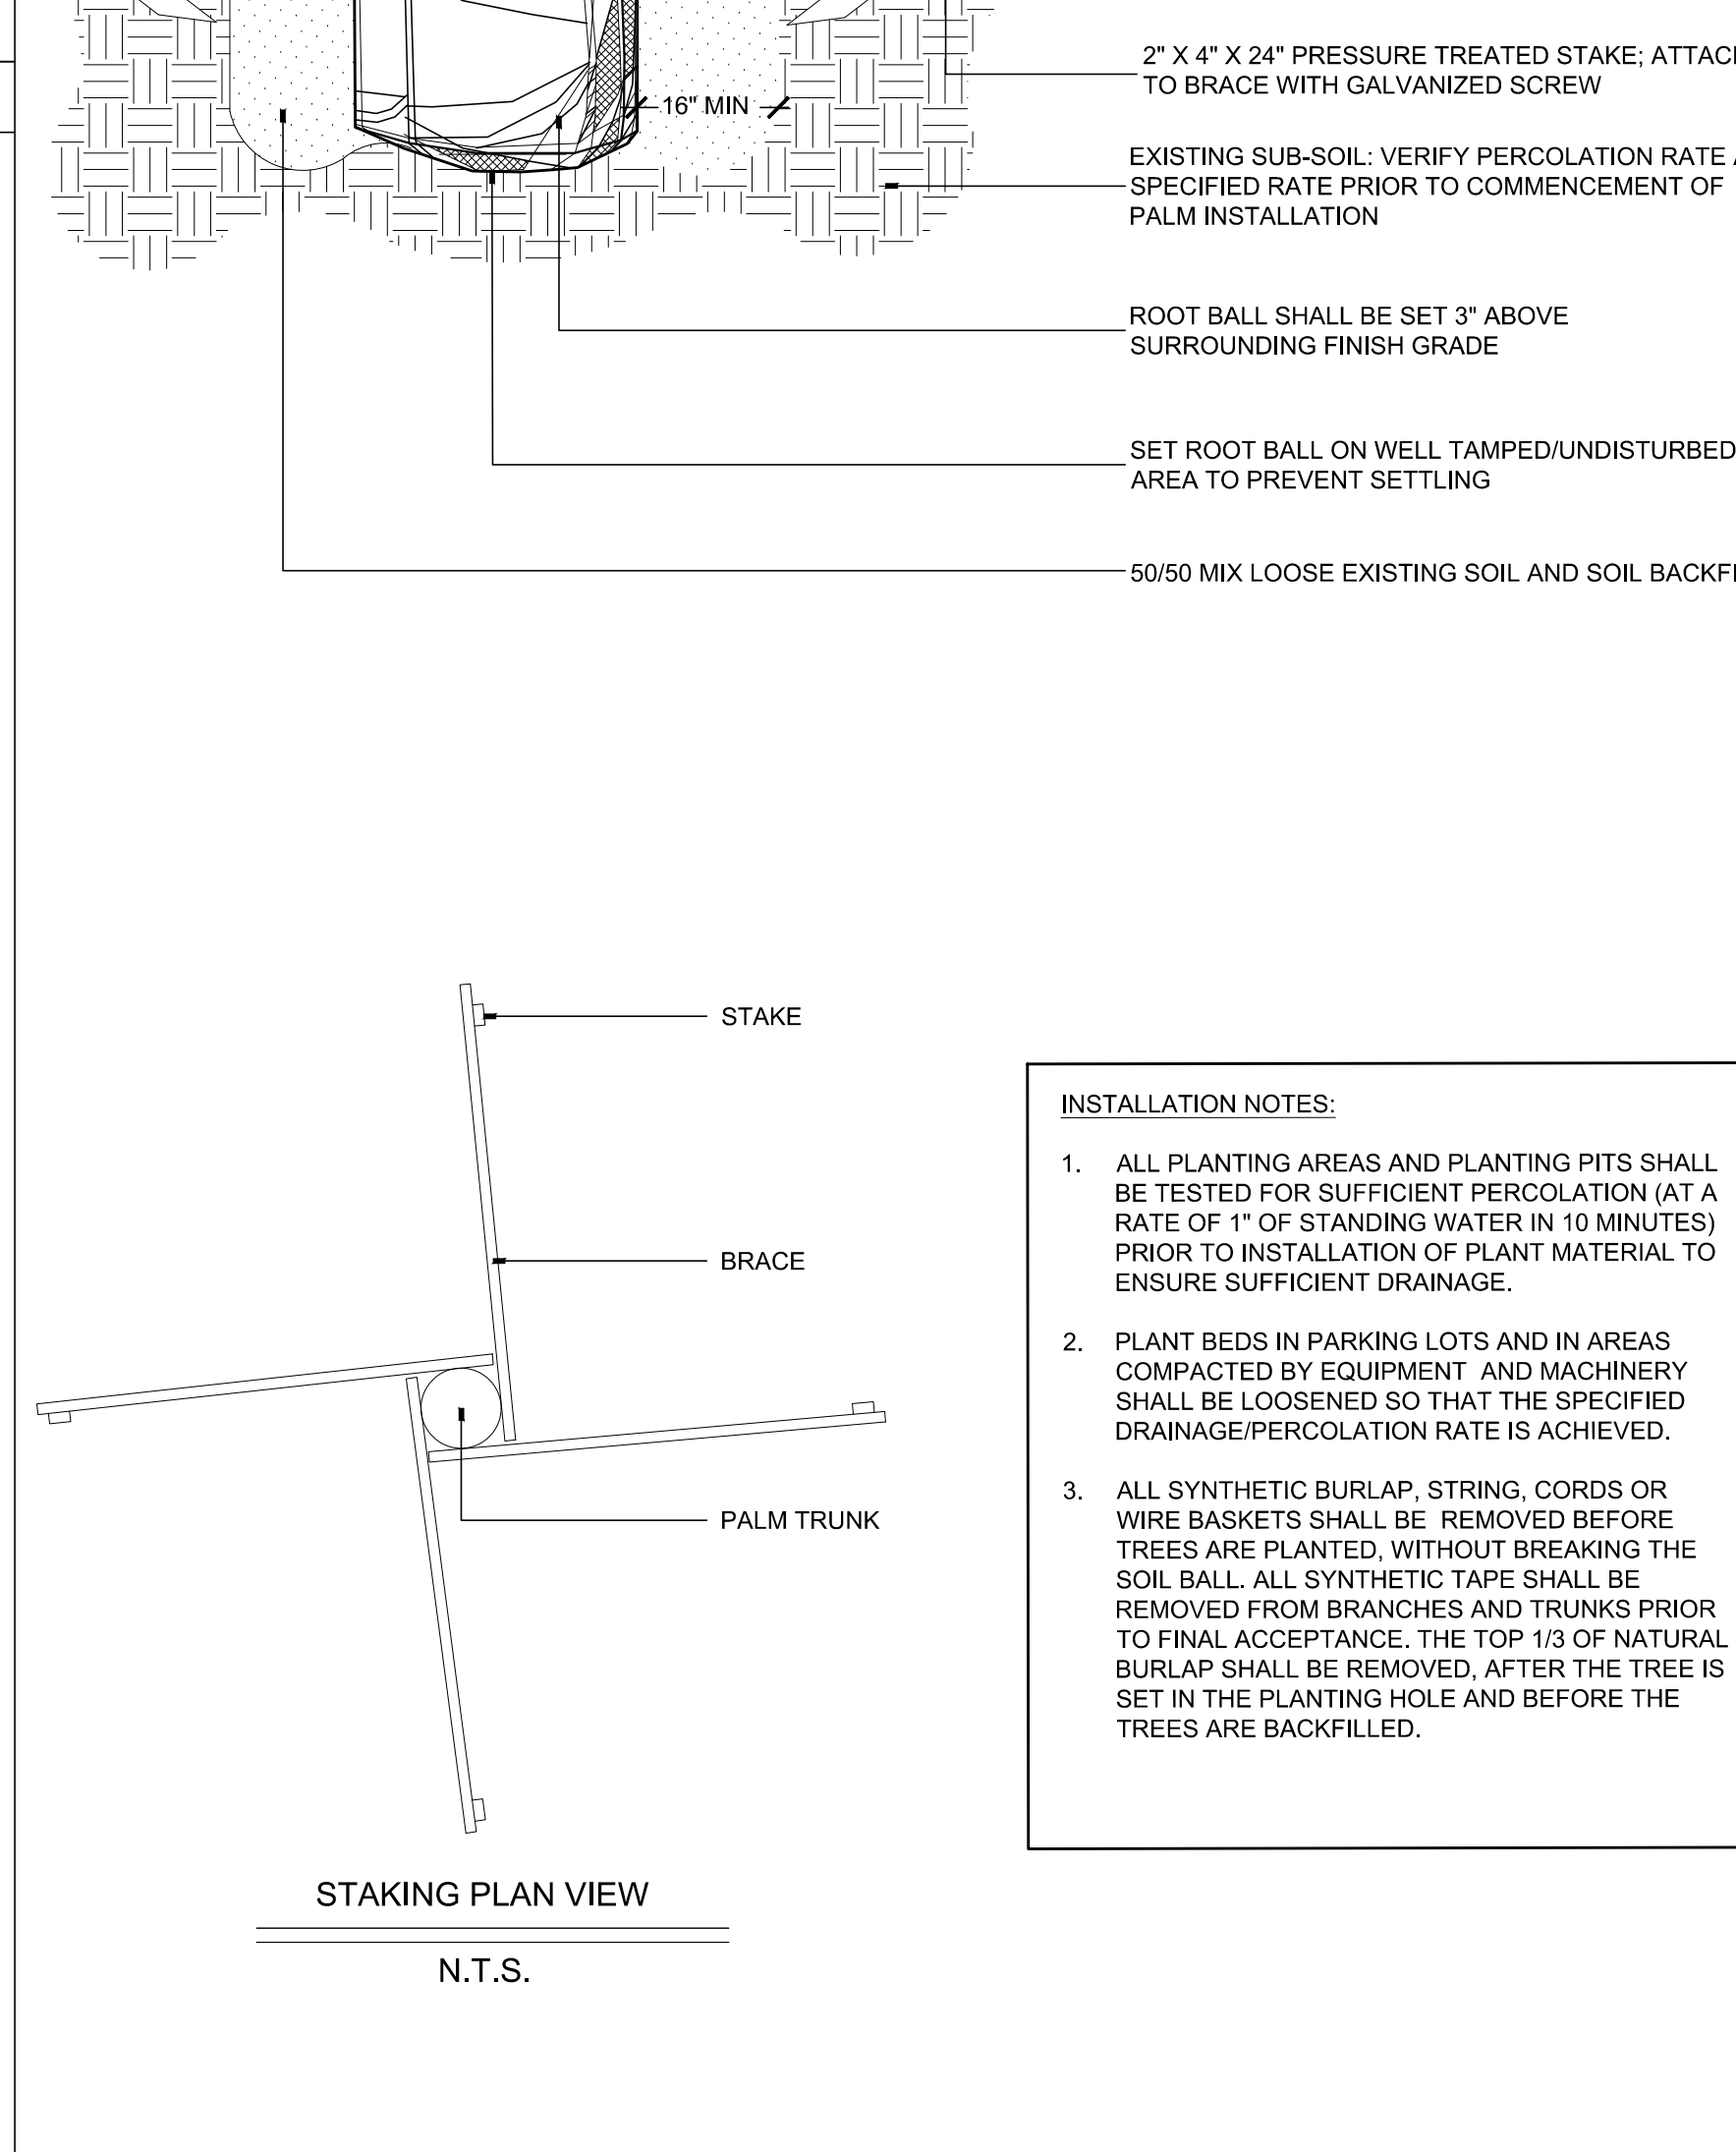 2" X 4" X 24" PRESSURE TREATED STAKE; ATTACH
TO BRACE WITH GALVANIZED SCREW
16" MIN
EXISTING SUB-SOIL: VERIFY PERCOLATION RATE
SPECIFIED RATE PRIOR TO COMMENCEMENT OF
PALM INSTALLATION
ROOT BALL SHALL BE SET 3" ABOVE
SURROUNDING FINISH GRADE
SET ROOT BALL ON WELL TAMPED/UNDISTURBED
AREA TO PREVENT SETTLING
50/50 MIX LOOSE EXISTING SOIL AND SOIL
STAKE
BRACE
PALM TRUNK
STAKING PLAN VIEW
N.T.S.
INSTALLATION NOTES:
1. ALL PLANTING AREAS AND PLANTING PITS SHALL
BE TESTED FOR SUFFICIENT PERCOLATION (AT A
RATE OF 1" OF STANDING WATER IN 10 MINUTES)
PRIOR TO INSTALLATION OF PLANT MATERIAL TO
ENSURE SUFFICIENT DRAINAGE.
2. PLANT BEDS IN PARKING LOTS AND IN AREAS
COMPACTED BY EQUIPMENT AND MACHINERY
SHALL BE LOOSENED SO THAT THE SPECIFIED
DRAINAGE/PERCOLATION RATE IS ACHIEVED.
3. ALL SYNTHETIC BURLAP, STRING, CORDS OR
WIRE BASKETS SHALL BE REMOVED BEFORE
TREES ARE PLANTED, WITHOUT BREAKING THE
SOIL BALL. ALL SYNTHETIC TAPE SHALL BE
REMOVED FROM BRANCHES AND TRUNKS PRIOR
TO FINAL ACCEPTANCE. THE TOP 1/3 OF NATURAL
BURLAP SHALL BE REMOVED, AFTER THE TREE IS
SET IN THE PLANTING HOLE AND BEFORE THE
TREES ARE BACKFILLED.